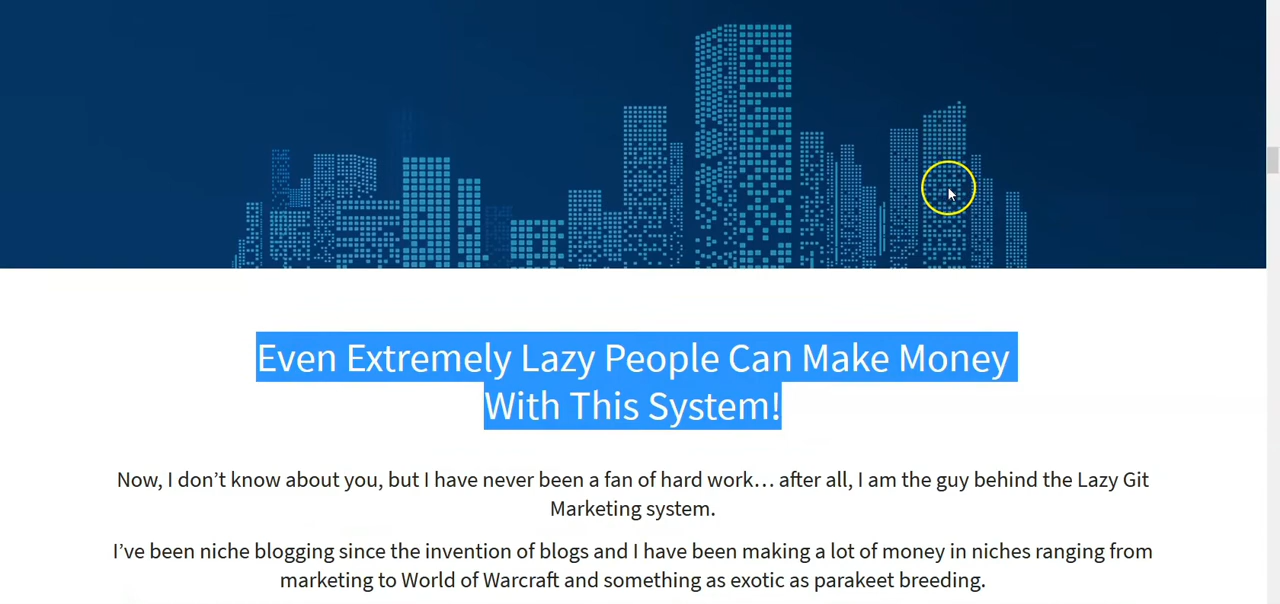 Even Extremely Lazy People Can Make Money
With This System!
Now, I don’t know about you, but I have never been a fan of hard work… after all, I am the guy behind the Lazy Git
Marketing system.
I’ve been niche blogging since the invention of blogs and I have been making a lot of money in niches ranging from
marketing to World of Warcraft and something as exotic as parakeet breeding.